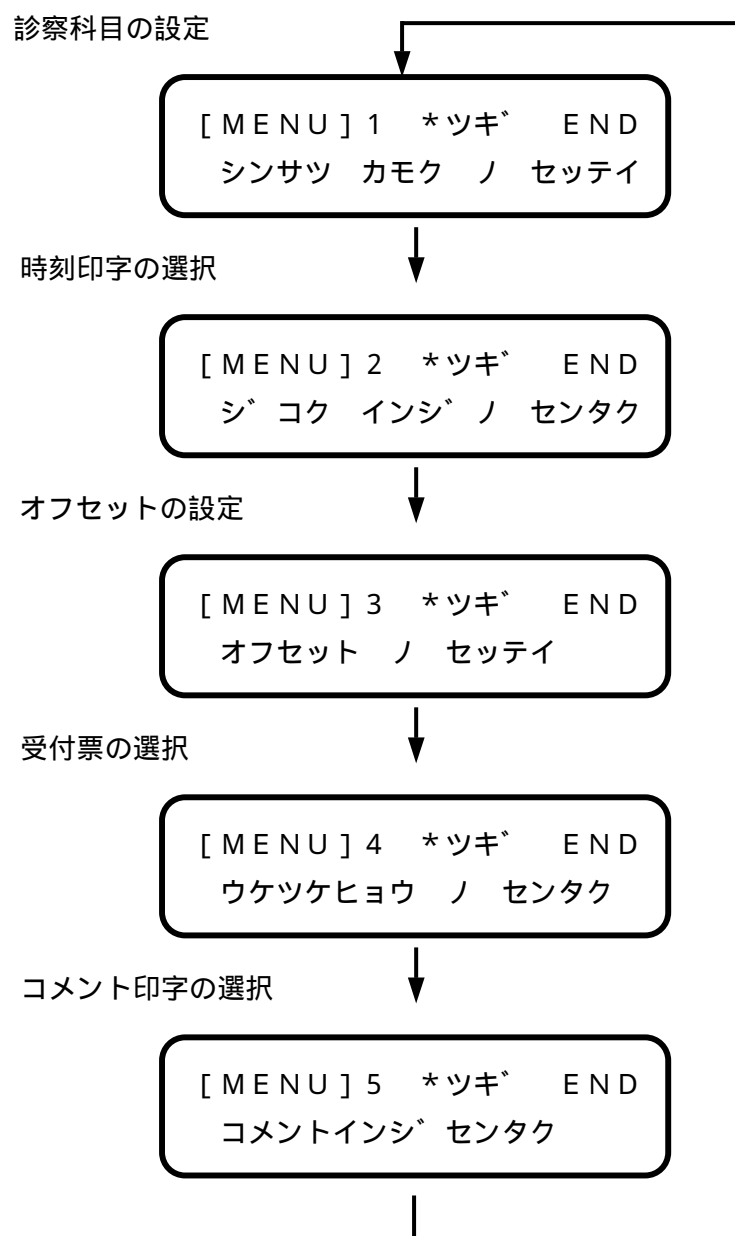 診察科目の設定
[MENU]1 *ツギ END
シンサツ カモク ノ セッテイ
時刻印字の選択
[MENU]2 *ツギ END
ジコク インジノ センタク
オフセットの設定
[MENU]3 *ツギ END
オフセット ノ セッテイ
受付票の選択
[MENU]4 *ツギ END
ウケツケヒョウ ノ センタク
コメント印字の選択
[MENU]5 *ツギ END
コメントインジ センタク